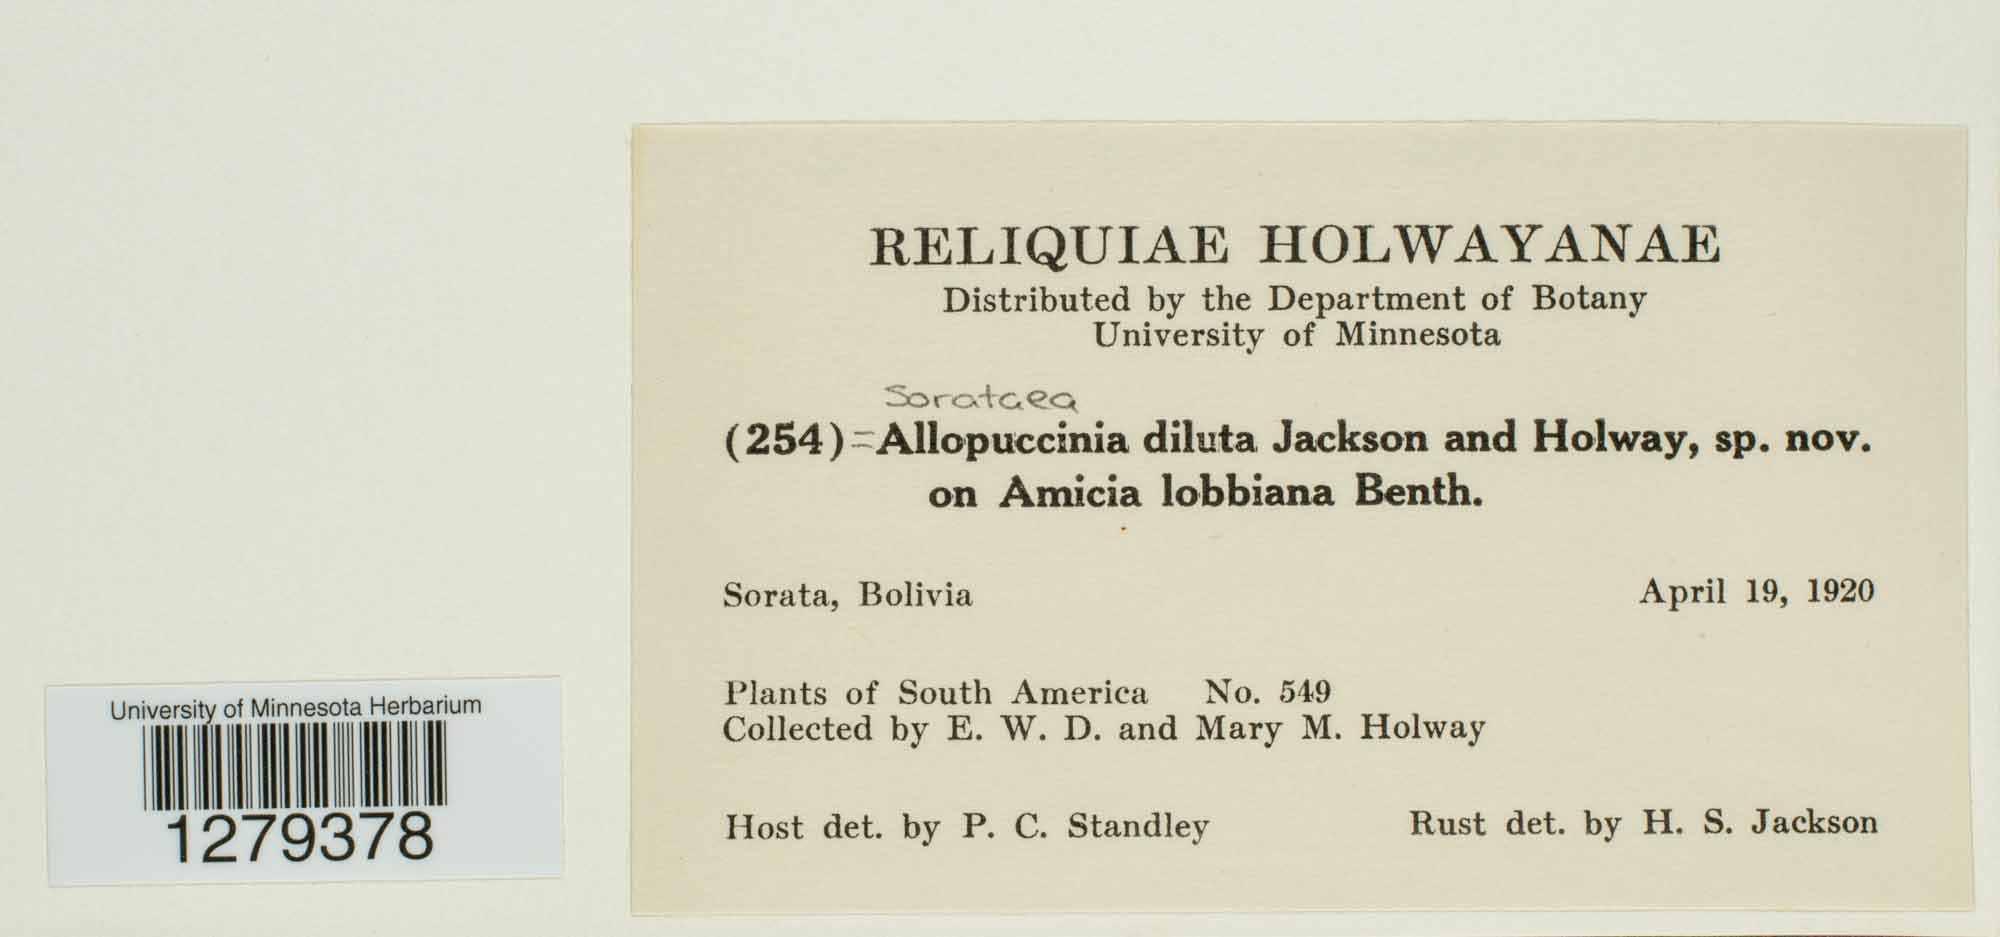 RELIQUIAE HOLWAYANAE
Distributed by the Department of Botany
University of Minnesota
Sorataea
(254)=Allopuccinia diluta Jackson and Holway, sp. nov.
on Amicia lobbiana Benth.
Sorata, Bolivia April 19, 1920
Plants of South America No. 549
Collected by E. W. D. and Mary M. Holway
Host det. by P. C. Standley Rust det. by H. S. Jackson
University of Minnesota Herbarium
1279378